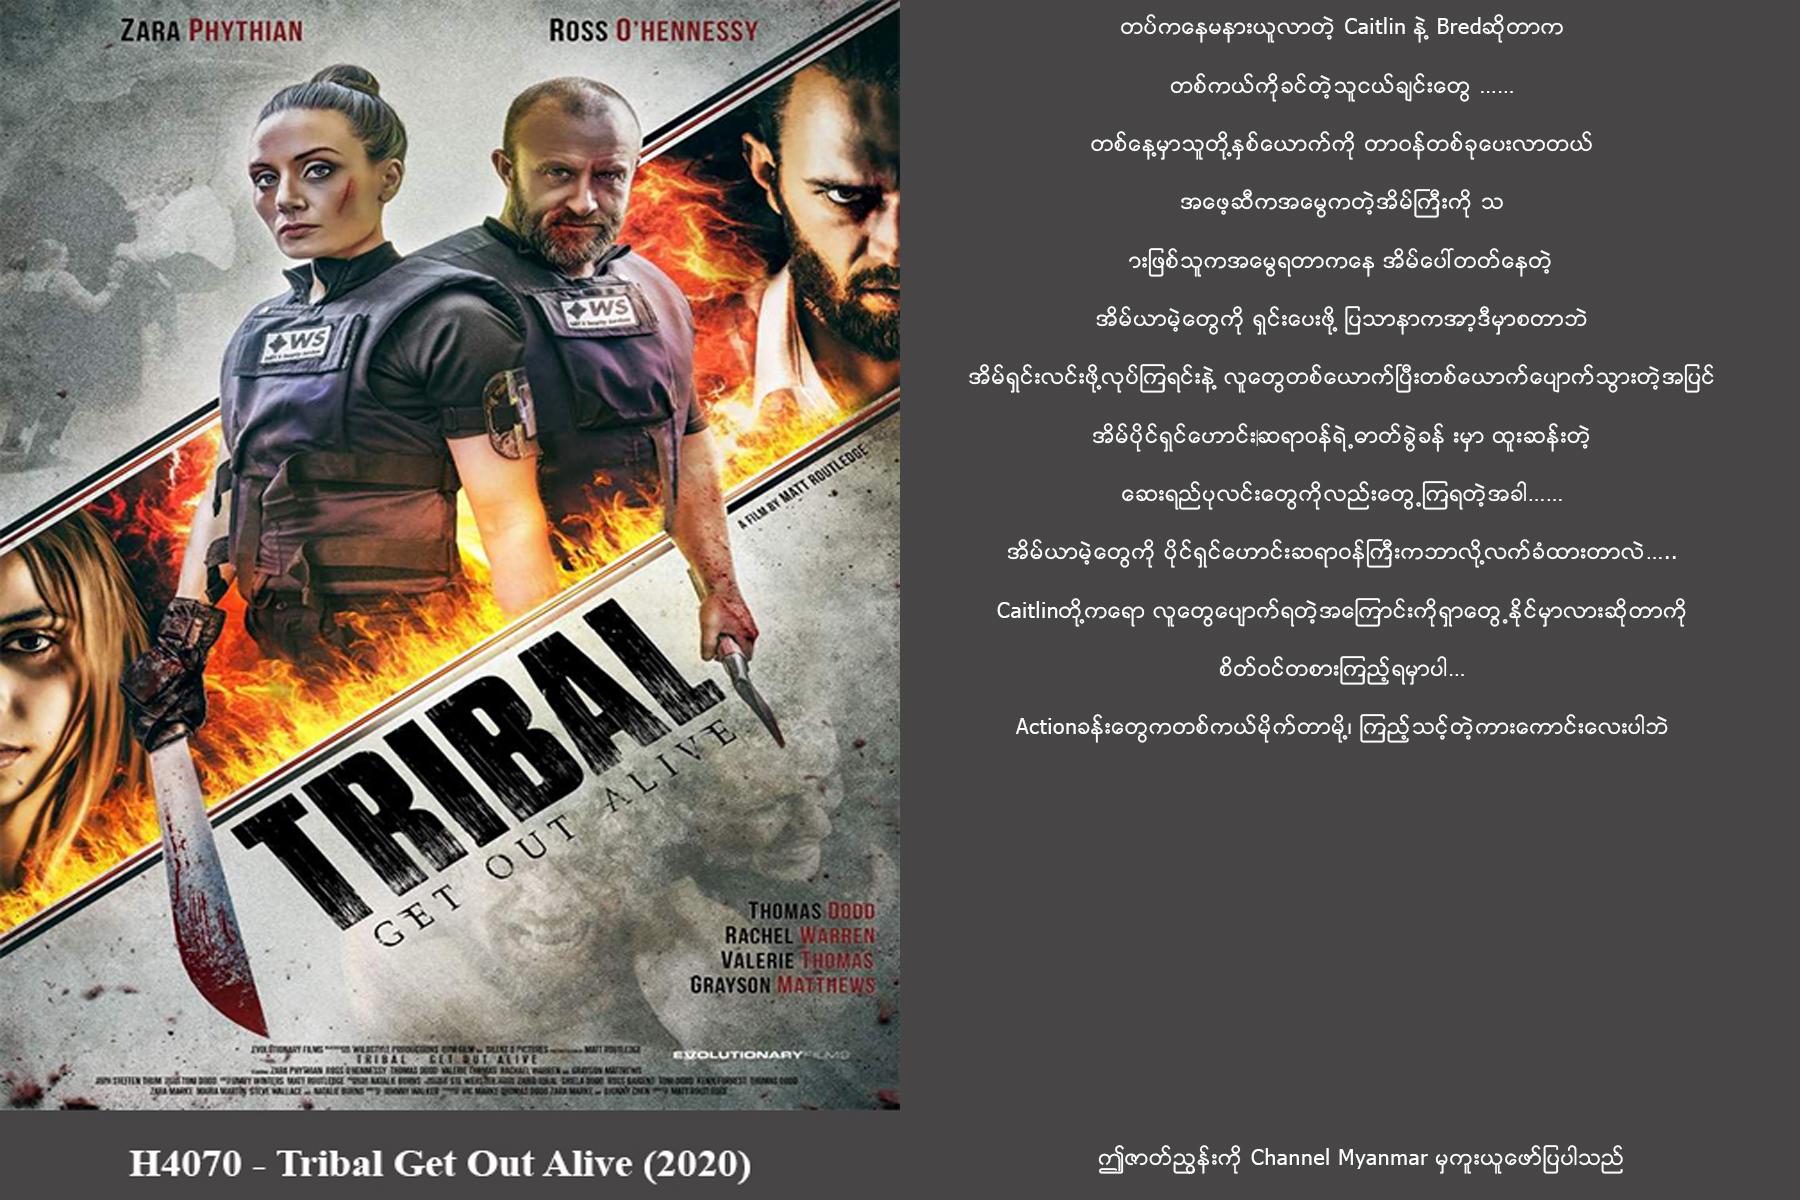 ZARA PHYTHIAN
ROSS O'HENNESSY
WS
WS
A FILM BY MATT ROUTLEDGE
TRIBAL
GET OUT ALIVE
THOMAS DODD
RACHEL WARREN
VALERIE THOMAS
GRAYSON MATTHEWS
EVOLUTIONARY FILMS
TRIBAL GET OUT ALIVE
H4070 - Tribal Get Out Alive (2020)
တပ်ကနေမနားယူလာတဲ့ Caitlin နဲ့ Bredဆိုတာက
တစ်ကယ်ကိုခင်တဲ့သူငယ်ချင်းတွေ ......
တစ်နေ့မှာသူတို့နှစ်ယောက်ကို တာဝန်တစ်ခုပေးလာတယ်
အဖေ့ဆီကအမွေကတဲ့အိမ်ကြီးကို သ
ားဖြစ်သူကအမွေရတာကနေ အိမ်ပေါ်တတ်နေတဲ့
အိမ်ယာမဲ့တွေကို ရှင်းပေးဖို့ ပြသာနာကအာ့ဒီမှာစတာဘဲ
အိမ်ရှင်းလင်းဖို့လုပ်ကြရင်းနဲ့ လူတွေတစ်ယောက်ပြီးတစ်ယောက်ပျောက်သွားတဲ့အပြင်
အိမ်ပိုင်ရှင်ဟောင်းဆရာဝန်ရဲ့ဓာတ်ခွဲခန် းမှာ ထူးဆန်းတဲ့
ဆေးရည်ပုလင်းတွေကိုလည်းတွေ့ကြရတဲ့အခါ......
အိမ်ယာမဲ့တွေကို ပိုင်ရှင်ဟောင်းဆရာဝန်ကြီးကဘာလို့လက်ခံထားတာလဲ.....
Caitlinတို့ကရော လူတွေပျောက်ရတဲ့အကြောင်းကိုရှာတွေ့နိုင်မှာလားဆိုတာကို
စိတ်ဝင်တစားကြည့်ရမှာပါ...
Actionခန်းတွေကတစ်ကယ်မိုက်တာမို့၊ ကြည့်သင့်တဲ့ကားကောင်းလေးပါဘဲ
ဤဇာတ်ညွှန်းကို Channel Myanmar မှကူးယူဖော်ပြပါသည်